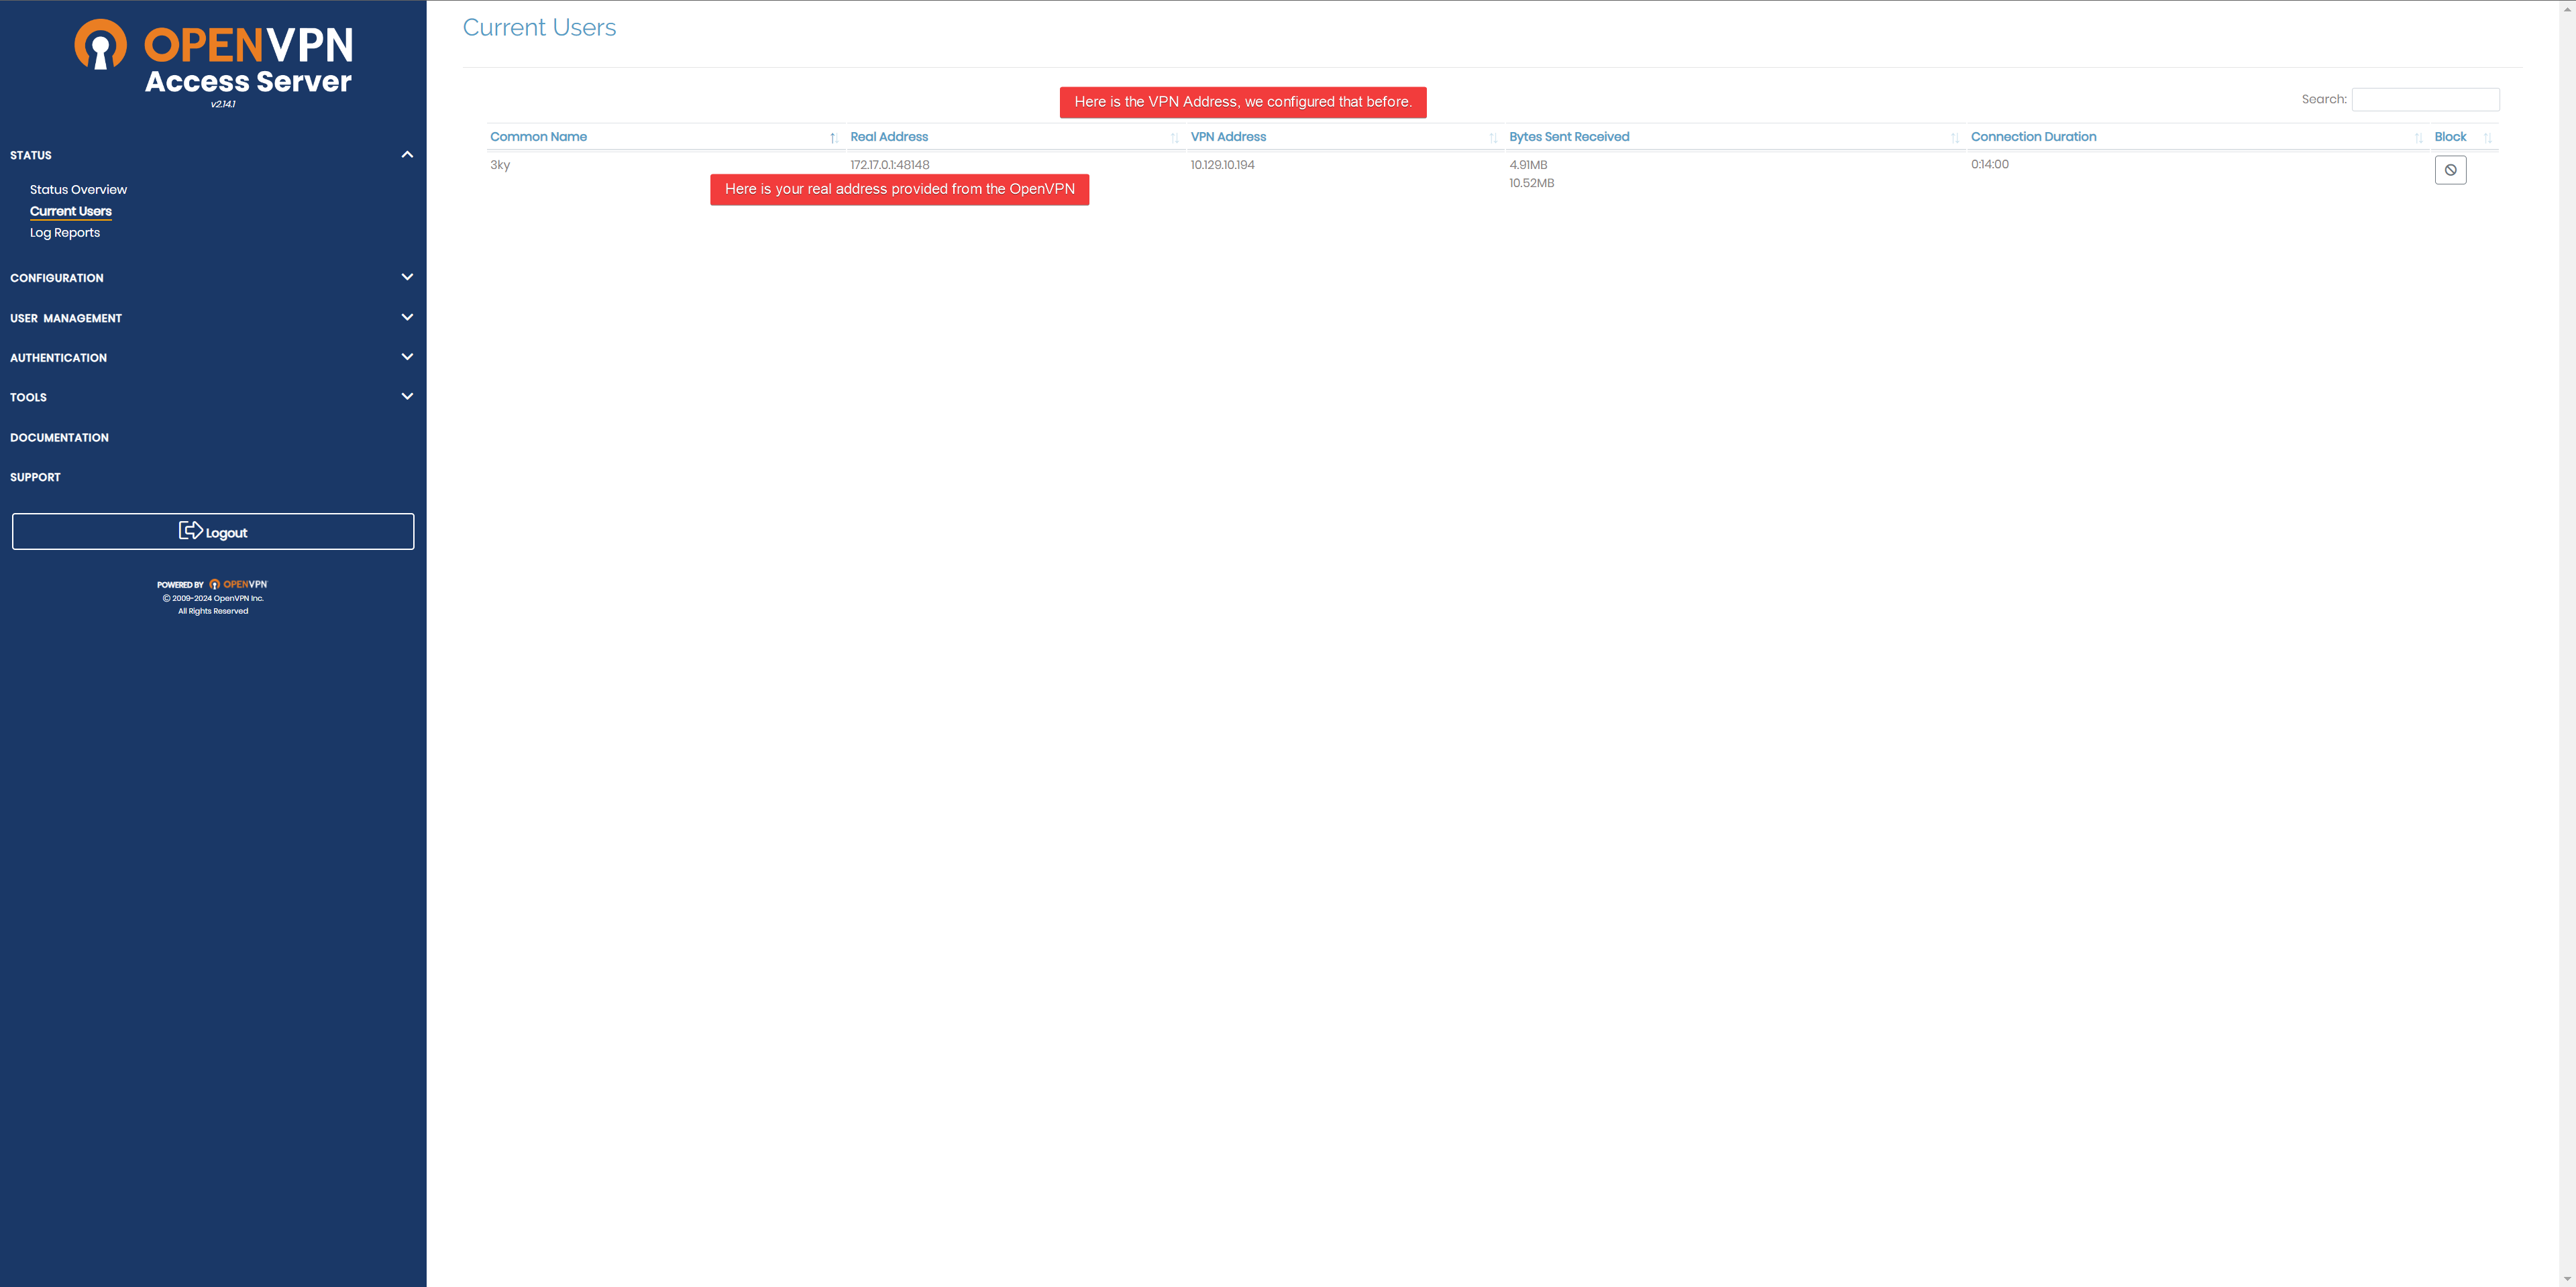 OPENVPN
Access Server
v2.14.1
STATUS
Status Overview
Current Users
Log Reports
CONFIGURATION
USER MANAGEMENT
AUTHENTICATION
TOOLS
DOCUMENTATION
SUPPORT
Logout
POWERED BY OPENVPN
© 2009-2024 OpenVPN Inc.
All Rights Reserved
Current Users
Here is the VPN Address, we configured that before.
Search:
Common Name Real Address VPN Address Bytes Sent Received Connection Duration Block
3ky 172.17.0.1:48148 10.129.10.194 4.91MB 0:14:00
10.52MB
Here is your real address provided from the OpenVPN